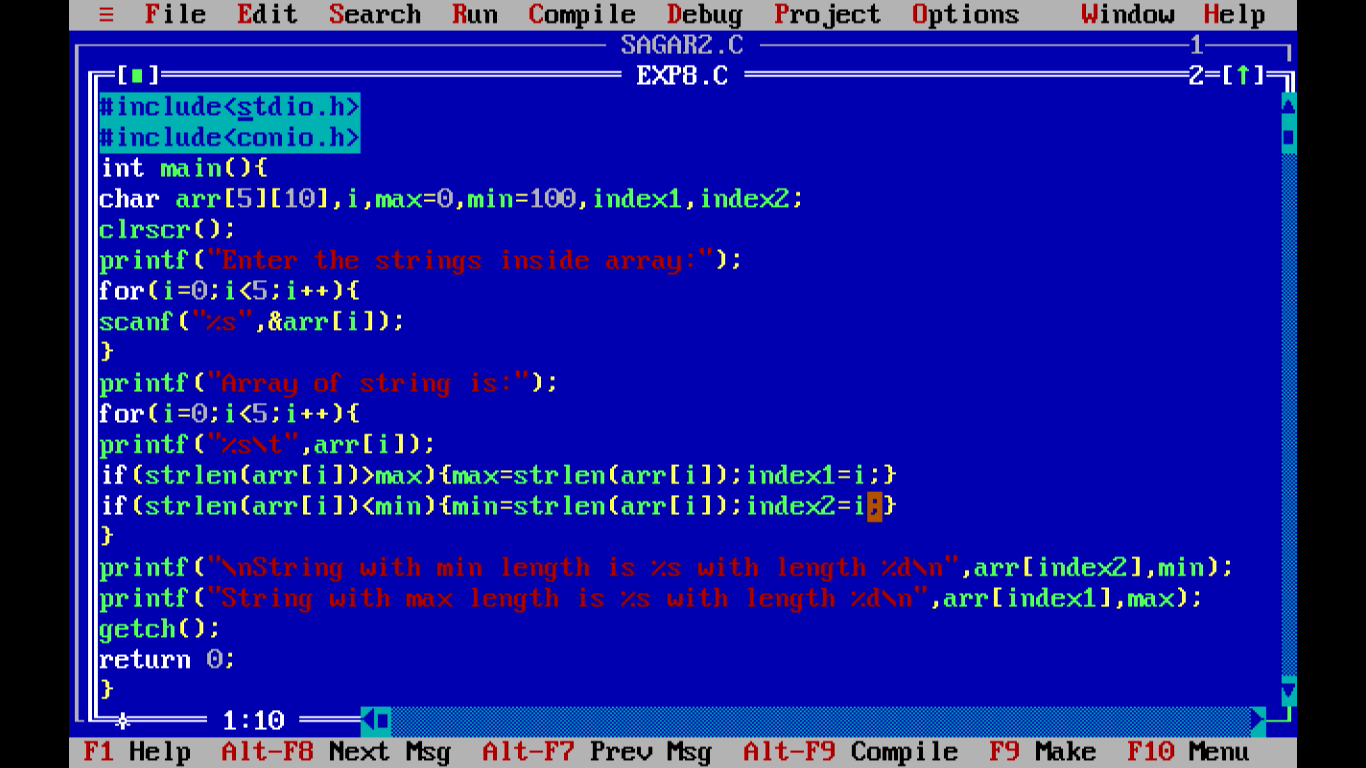 ≡ File Edit Search Run Compile Debug Project Options Window Help
SAGAR2.C 1
[■] EXP8.C 2=[↑]
#include<stdio.h>
#include<conio.h>
int main(){
char arr[5][10],i,max=0,min=100,index1,index2;
clrscr();
printf("Enter the strings inside array:");
for(i=0;i<5;i++){
scanf("%s",&arr[i]);
}
printf("Array of string is:");
for(i=0;i<5;i++){
printf("%s\t",arr[i]);
if(strlen(arr[i])>max){max=strlen(arr[i]);index1=i;}
if(strlen(arr[i])<min){min=strlen(arr[i]);index2=i;}
}
printf("\nString with min length is %s with length %d\n",arr[index2],min);
printf("String with max length is %s with length %d\n",arr[index1],max);
getch();
return 0;
}
1:10
F1 Help Alt-F8 Next Msg Alt-F7 Prev Msg Alt-F9 Compile F9 Make F10 Menu